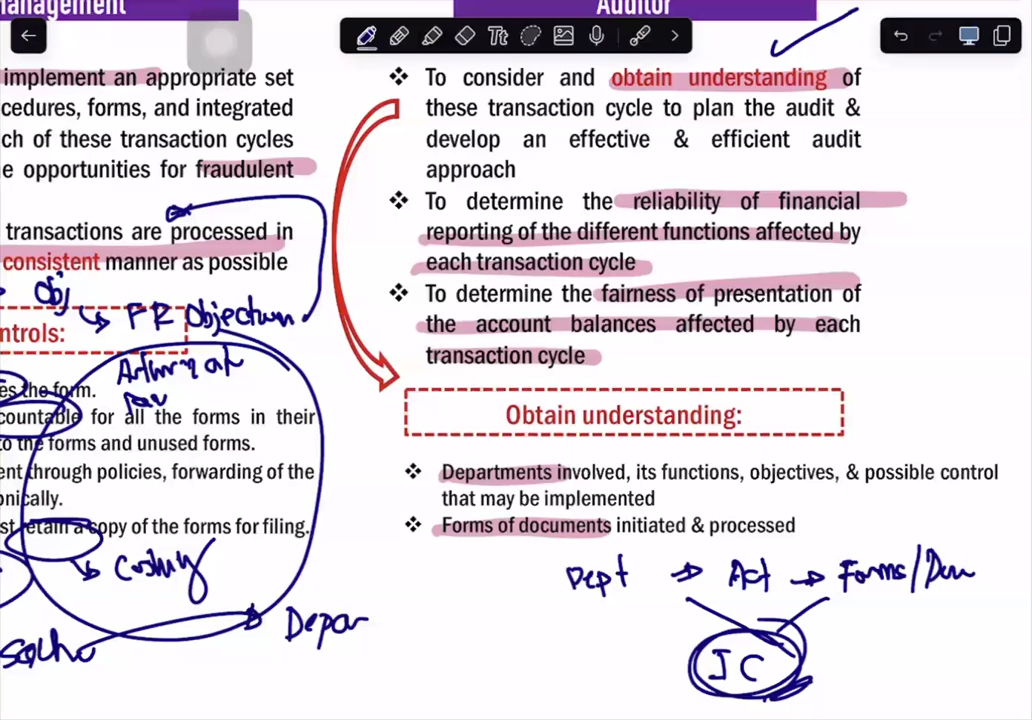 Management
implement an appropriate set
cedures, forms, and integrated
ch of these transaction cycles
e opportunities for fraudulent
transactions are processed in
consistent manner as possible
Obj
FR Objectives
ntrols:
es the form.
countable for all the forms in their
to the forms and unused forms.
ent through policies, forwarding of the
onically.
st retain a copy of the forms for filing.
Auditor
Tt
❖ To consider and obtain understanding of
these transaction cycle to plan the audit &
develop an effective & efficient audit
approach
❖ To determine the reliability of financial
reporting of the different functions affected by
each transaction cycle
❖ To determine the fairness of presentation of
the account balances affected by each
transaction cycle
Obtain understanding:
❖ Departments involved, its functions, objectives, & possible control
that may be implemented
❖ Forms of documents initiated & processed
Dept → Act → Forms/
IC